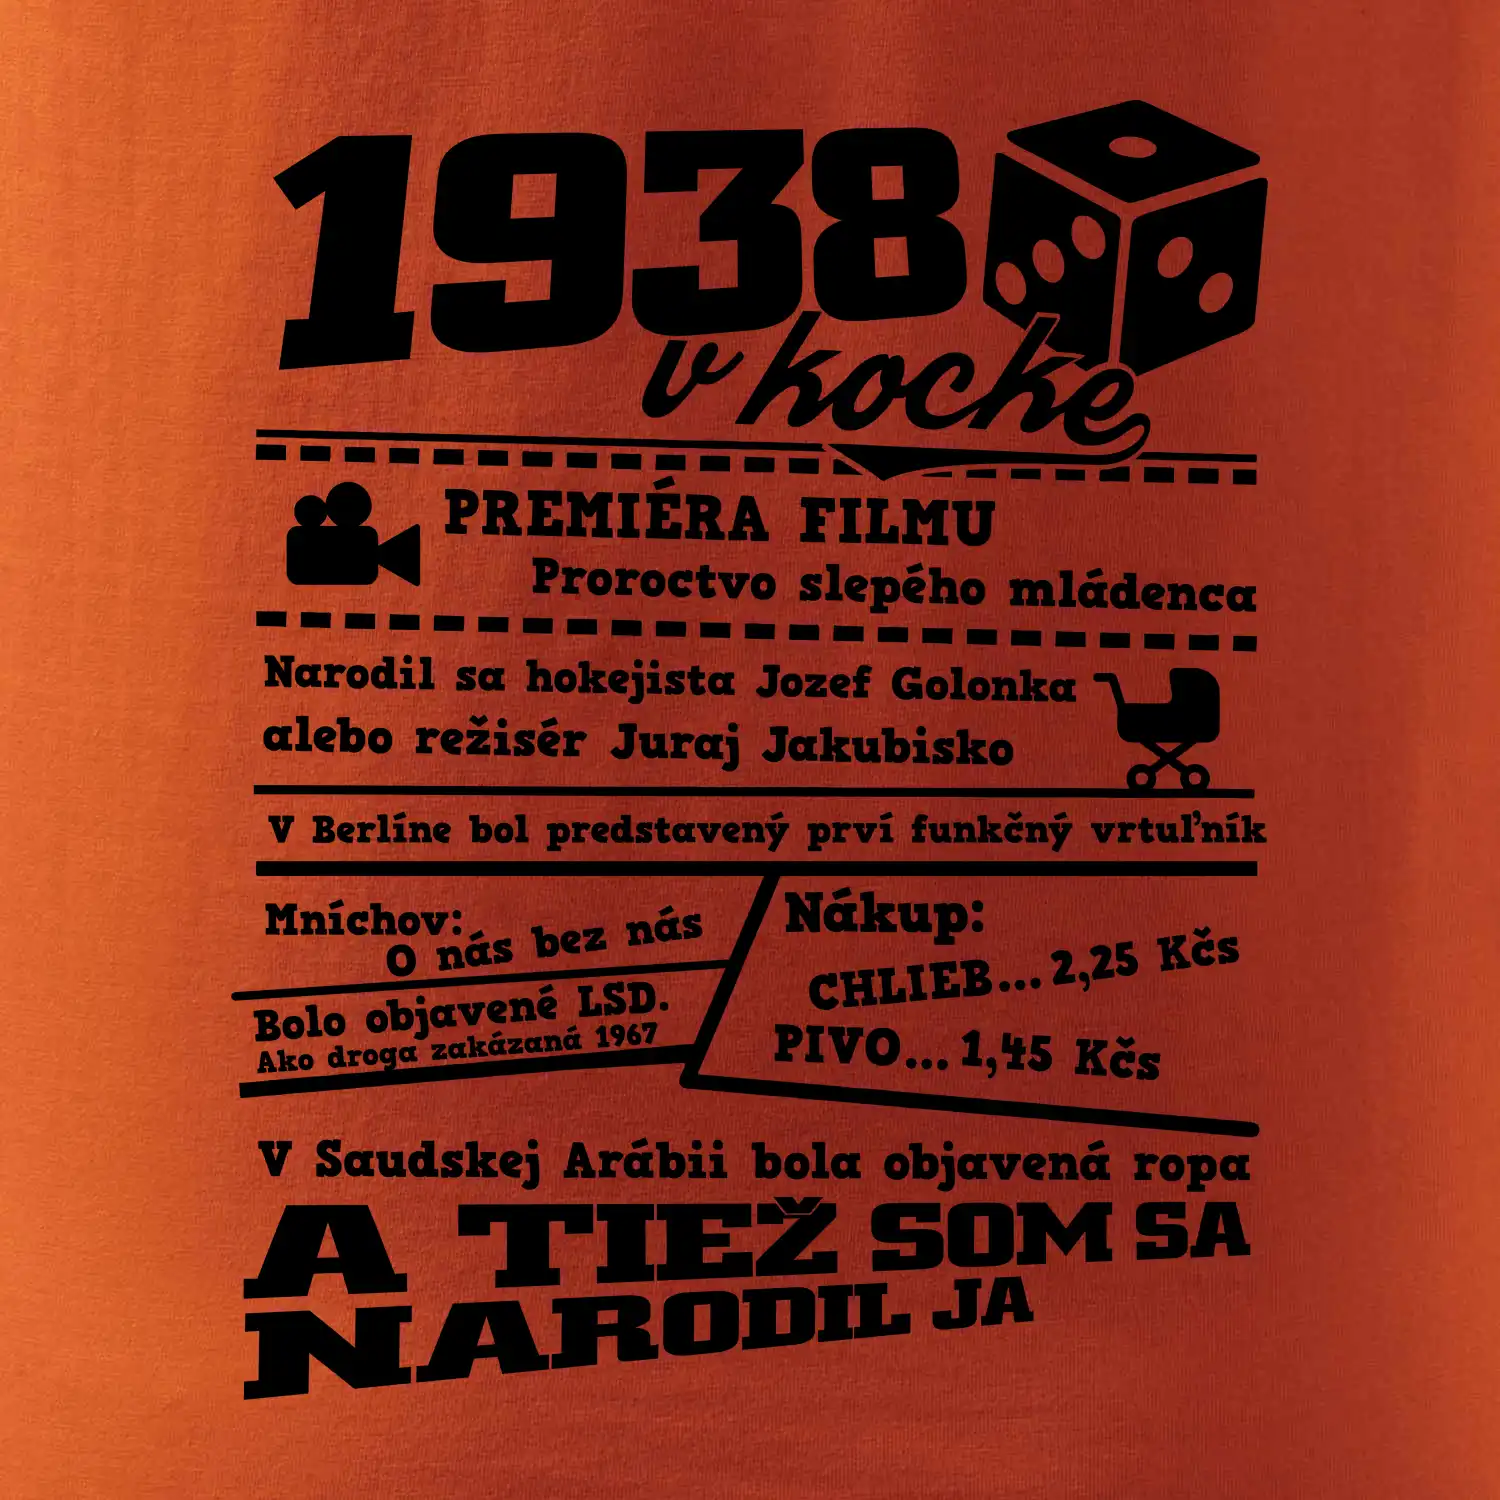 1938
v kocke
PREMIÉRA FILMU
Proroctvo slepého mládenca
Narodil sa hokejista Jozef Golonka
alebo režisér Juraj Jakubisko
V Berlíne bol predstavený prví funkčný vrtuľník
Mníchov:
O nás bez nás
Bolo objavené LSD.
Ako droga zakázaná 1967
Nákup:
CHLIEB... 2,25 Kčs
PIVO... 1,45 Kčs
V Saudskej Arábii bola objavená ropa
A TIEŽ SOM SA
NARODIL JA